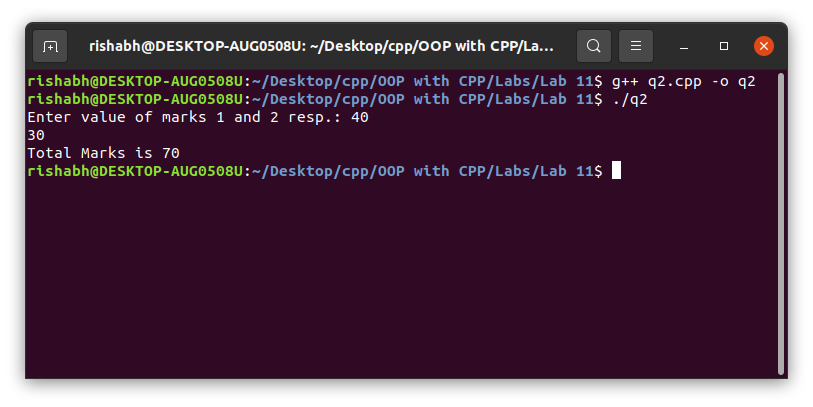 rishabh@DESKTOP-AUG0508U: ~/Desktop/cpp/OOP with CPP/La...
rishabh@DESKTOP-AUG0508U:~/Desktop/cpp/OOP with CPP/Labs/Lab 11$ g++ q2.cpp -o q2
rishabh@DESKTOP-AUG0508U:~/Desktop/cpp/OOP with CPP/Labs/Lab 11$ ./q2
Enter value of marks 1 and 2 resp.: 40
30
Total Marks is 70
rishabh@DESKTOP-AUG0508U:~/Desktop/cpp/OOP with CPP/Labs/Lab 11$